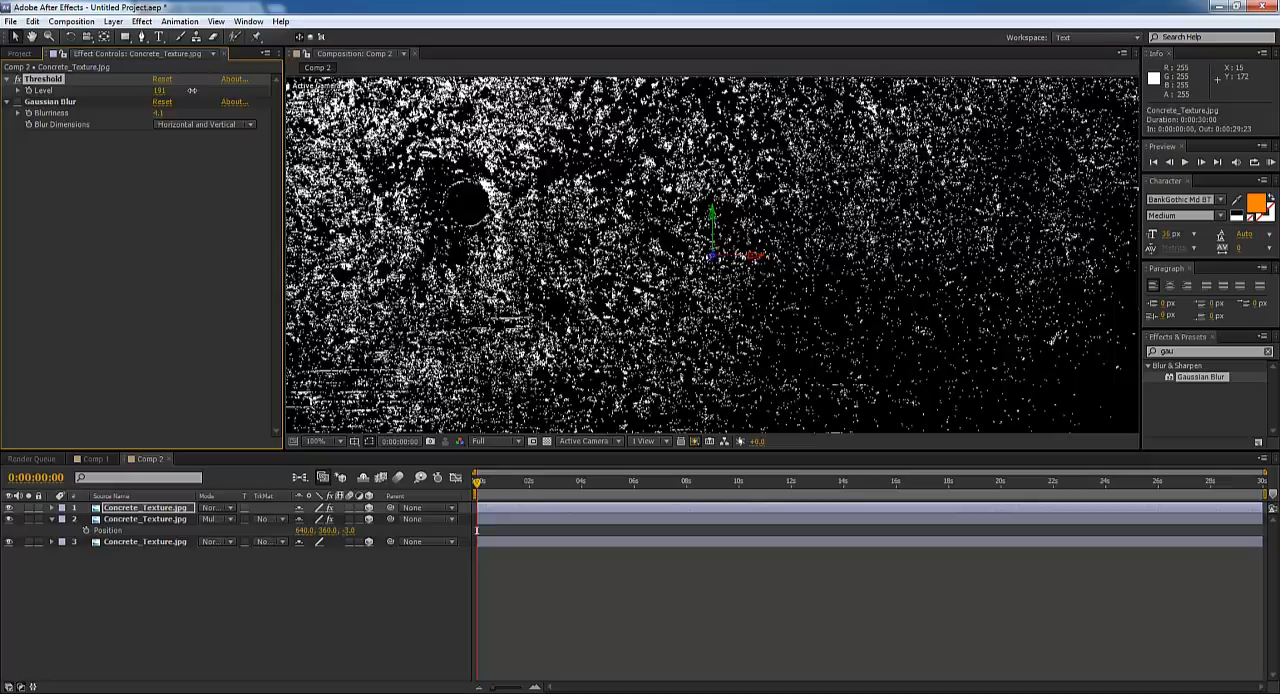 Adobe After Effects - Untitled Project.aep *
File Edit Composition Layer Effect Animation Selection View Window Help
Workspace: Text Search Help
Project Effect Controls: Concrete_Texture.jpg Composition: Comp 2 Info
Comp 2 • Concrete_Texture.jpg Comp 2
Threshold Reset About...
Level 191
Gaussian Blur Reset About...
Blurriness 4.1
Blur Dimensions Horizontal and Vertical
Active Camera
R : 255 X : 15
G : 255 Y : 172
B : 255
A : 255
Concrete_Texture.jpg
Duration: 0:00:30:00
In: 0:00:00:00, Out: 0:00:29:23
Preview
Character
BankGothic Md BT
Medium
36 px Auto
Metrics 0
Paragraph
0 px 0 px 0 px
0 px 0 px
Effects & Presets
gau
Blur & Sharpen
Gaussian Blur
100% 0:00:00:00 Full Active Camera 1 View +0.0
Render Queue Comp 1 Comp 2
0:00:00:00
02s 04s 06s 08s 10s 12s 14s 16s 18s 20s 22s 24s 26s 28s 30s
# Source Name Mode T TrkMat Parent
1 Concrete_Texture.jpg Nor... None
2 Concrete_Texture.jpg Mul No None
Position 640.0, 360.0, -3.0
3 Concrete_Texture.jpg Nor... No... None